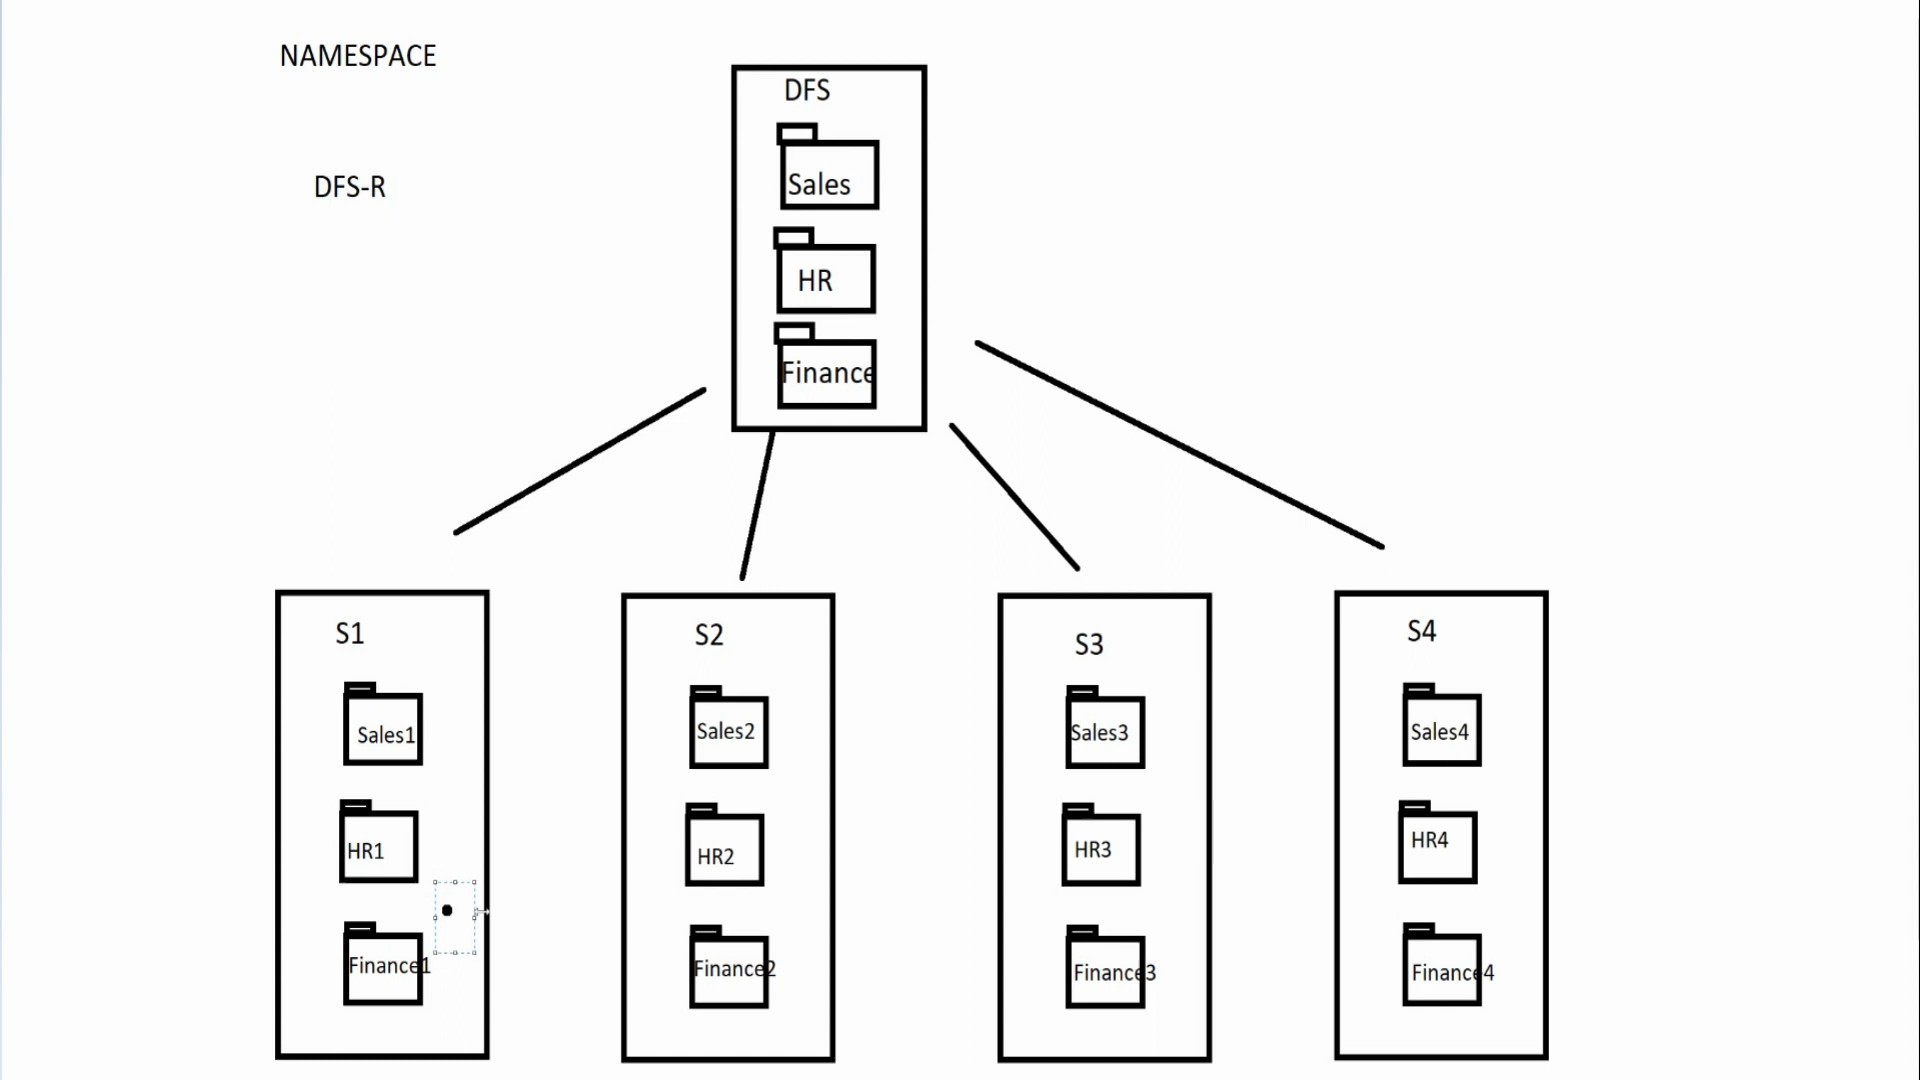 NAMESPACE
DFS-R
DFS
Sales
HR
Finance
S1
Sales1
HR1
Finance1
S2
Sales2
HR2
Finance2
S3
Sales3
HR3
Finance3
S4
Sales4
HR4
Finance4